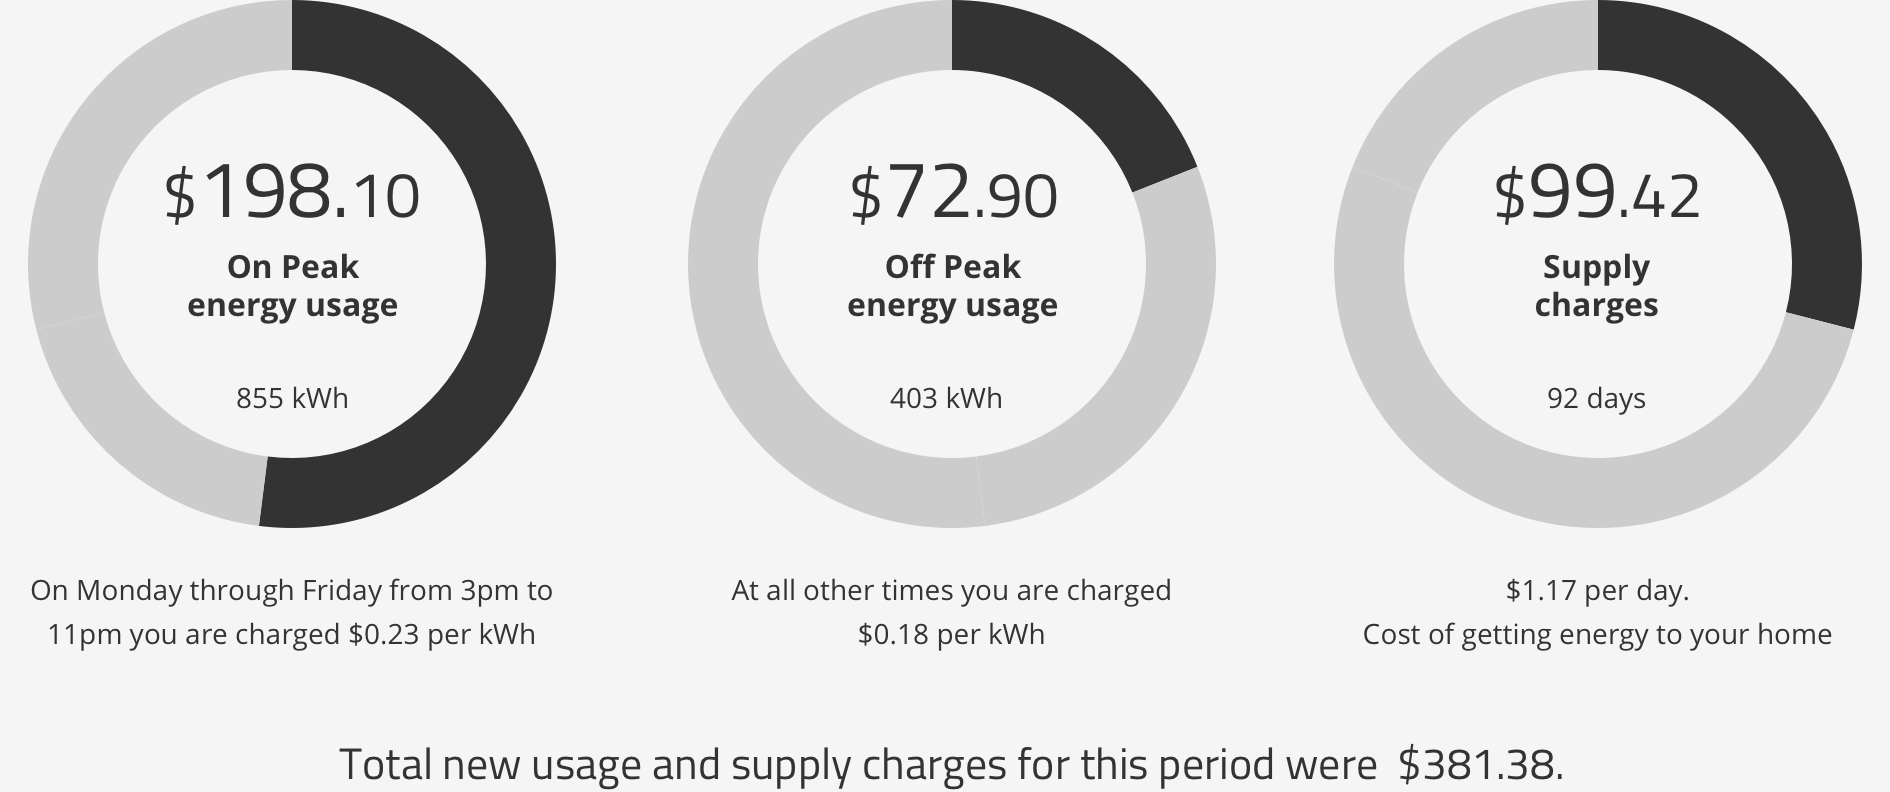 $198.10
On Peak
energy usage
855 kWh
On Monday through Friday from 3pm to
11pm you are charged $0.23 per kWh
$72.90
Off Peak
energy usage
403 kWh
At all other times you are charged
$0.18 per kWh
$99.42
Supply
charges
92 days
$1.17 per day.
Cost of getting energy to your home
Total new usage and supply charges for this period were $381.38.